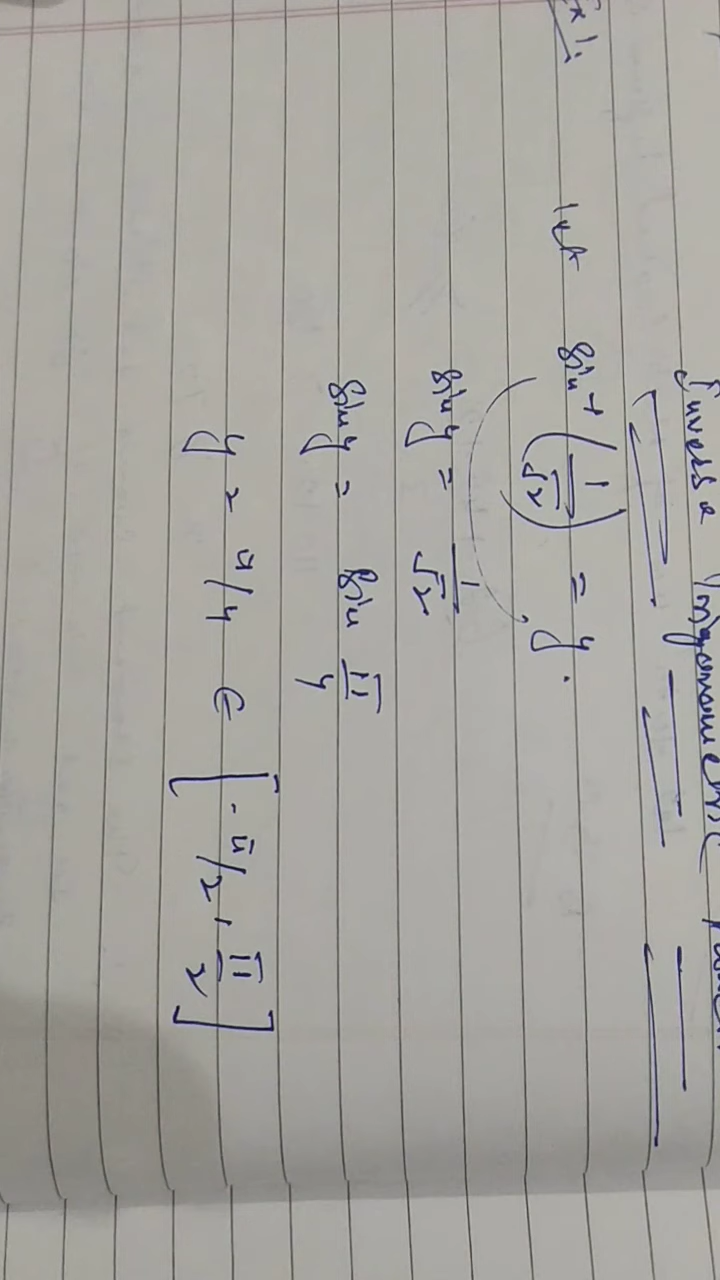 Inverse Trigonometric
Ex 1:
let sin⁻¹ (1/√2) = y.
sin y = 1/√2
sin y = sin π/4
y = π/4 ∈ [-π/2, π/2]